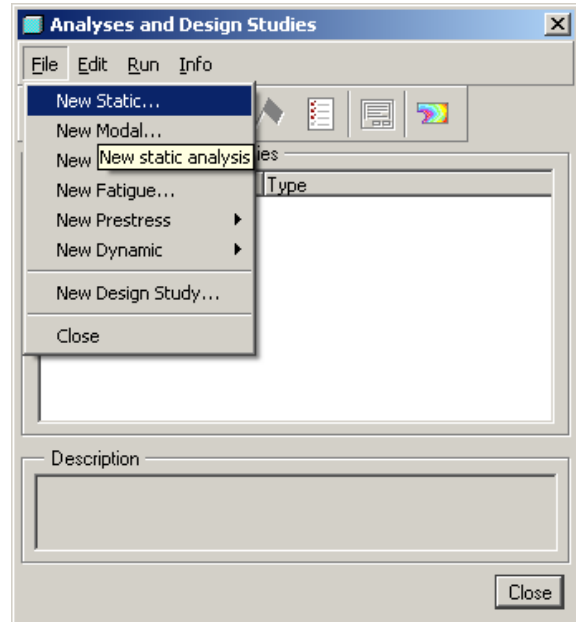 Analyses and Design Studies
File Edit Run Info
New Static...
New Modal...
New
New static analysis
ies
New Fatigue...
Type
New Prestress
New Dynamic
New Design Study...
Close
Description
Close